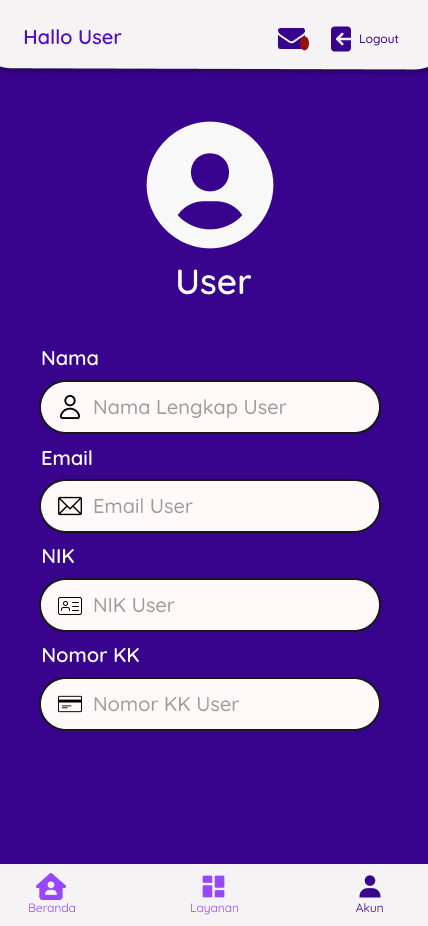 Hallo User
Logout
User
Nama
Nama Lengkap User
Email
Email User
NIK
NIK User
Nomor KK
Nomor KK User
Beranda
Layanan
Akun